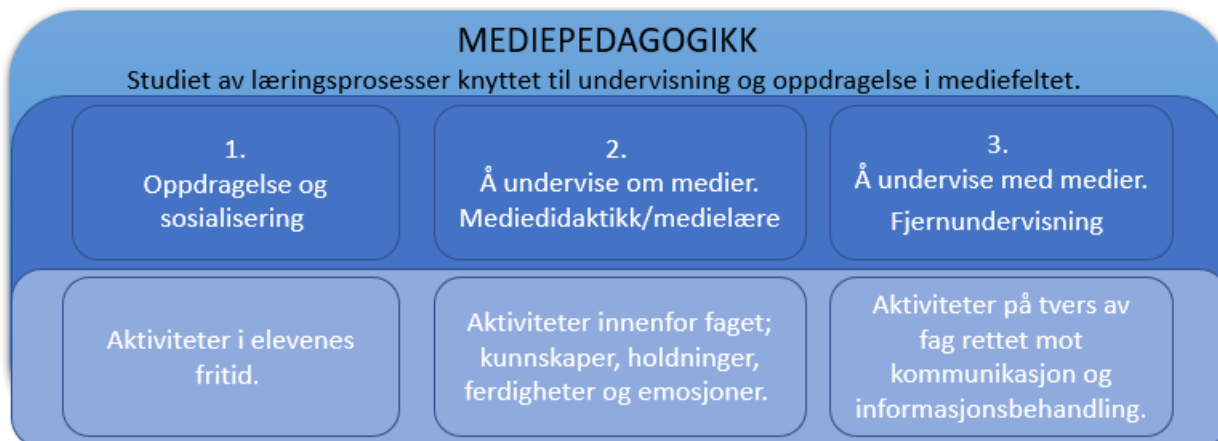 MEDIEPEDAGOGIKK
Studiet av læringsprosesser knyttet til undervisning og oppdragelse i mediefeltet.
1.
Oppdragelse og
sosialisering
2.
Å undervise om medier.
Mediedidaktikk/medielære
3.
Å undervise med medier.
Fjernundervisning
Aktiviteter i elevenes
fritid.
Aktiviteter innenfor faget;
kunnskaper, holdninger,
ferdigheter og emosjoner.
Aktiviteter på tvers av
fag rettet mot
kommunikasjon og
informasjonsbehandling.